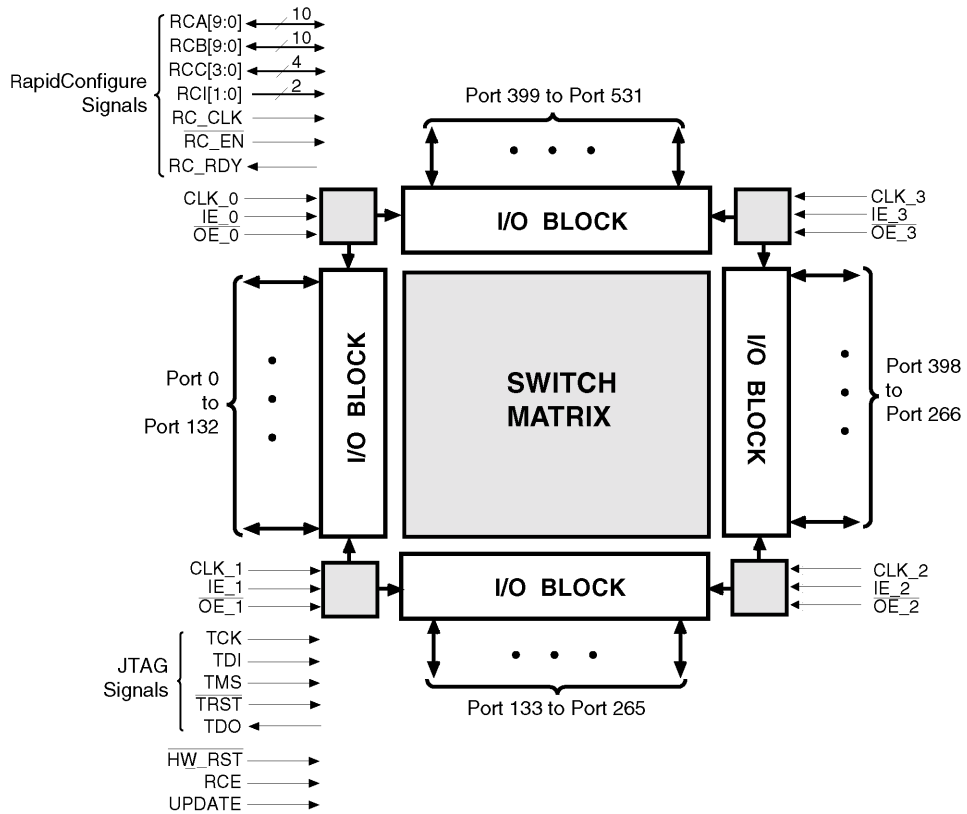 RCA[9:0] 10
RCB[9:0] 10
RCC[3:0] 4
RCI[1:0] 2
RC_CLK
RC_EN
RC_RDY
RapidConfigure
Signals
Port 399 to Port 531
CLK_0
IE_0
OE_0
CLK_3
IE_3
OE_3
I/O BLOCK
I/O BLOCK
SWITCH
MATRIX
I/O BLOCK
Port 0
to
Port 132
Port 398
to
Port 266
CLK_1
IE_1
OE_1
I/O BLOCK
CLK_2
IE_2
OE_2
JTAG
Signals
TCK
TDI
TMS
TRST
TDO
Port 133 to Port 265
HW_RST
RCE
UPDATE